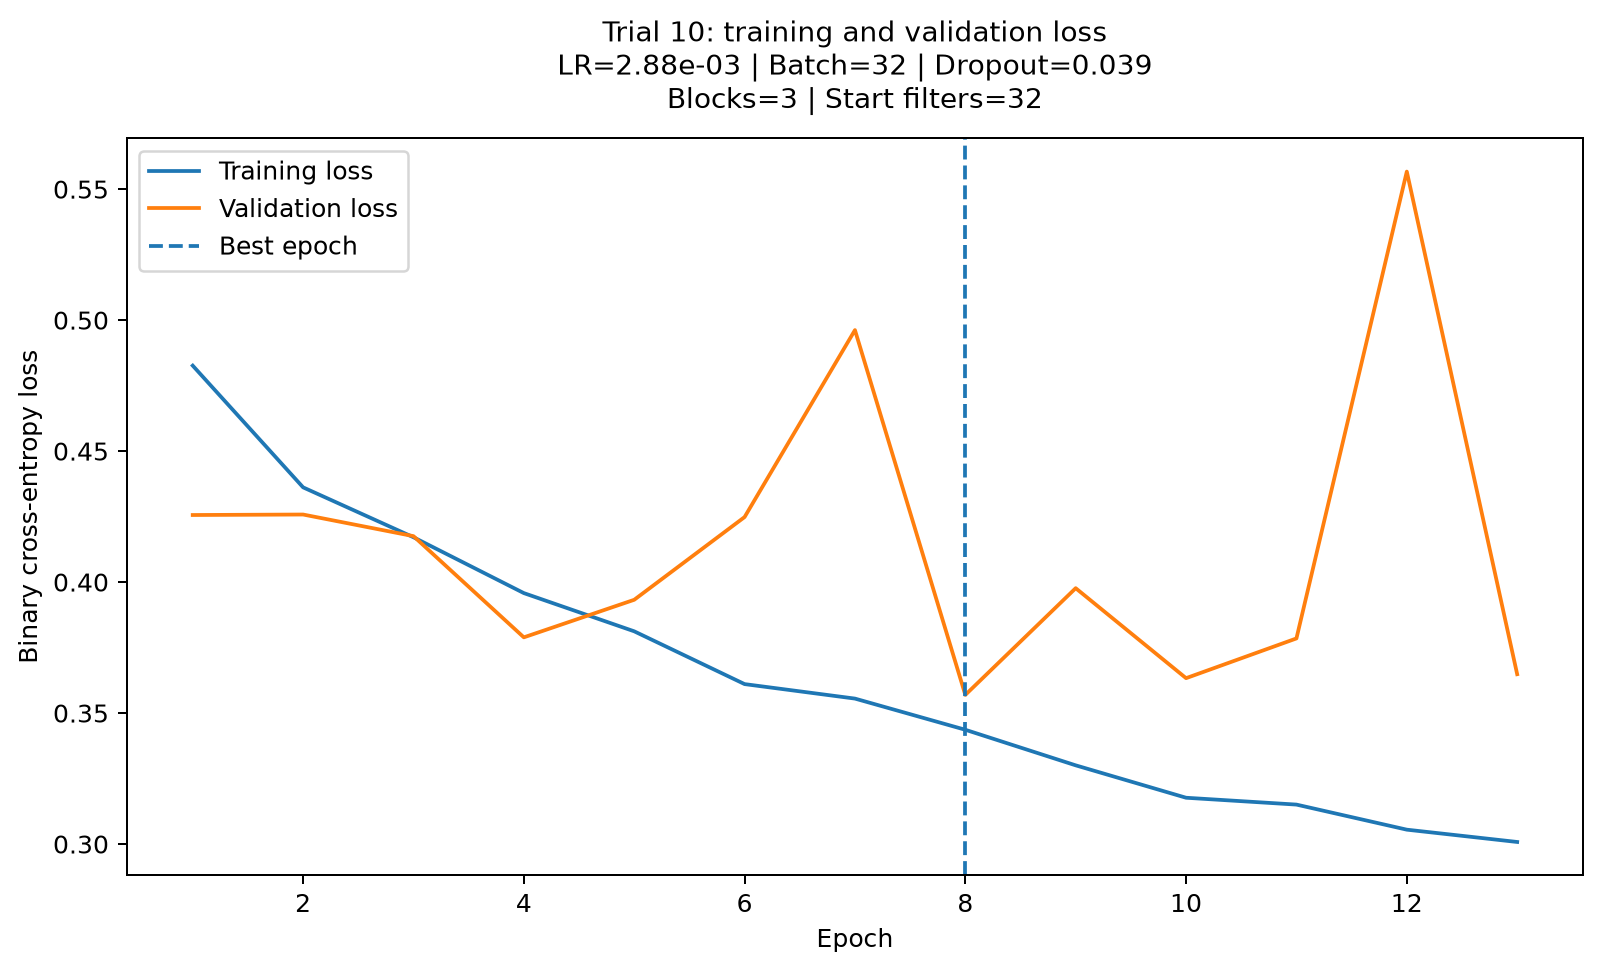 Trial 10: training and validation loss
LR=2.88e-03 | Batch=32 | Dropout=0.039
Blocks=3 | Start filters=32
Training loss
Validation loss
Best epoch
Binary cross-entropy loss
0.55
0.50
0.45
0.40
0.35
0.30
2 4 6 8 10 12
Epoch